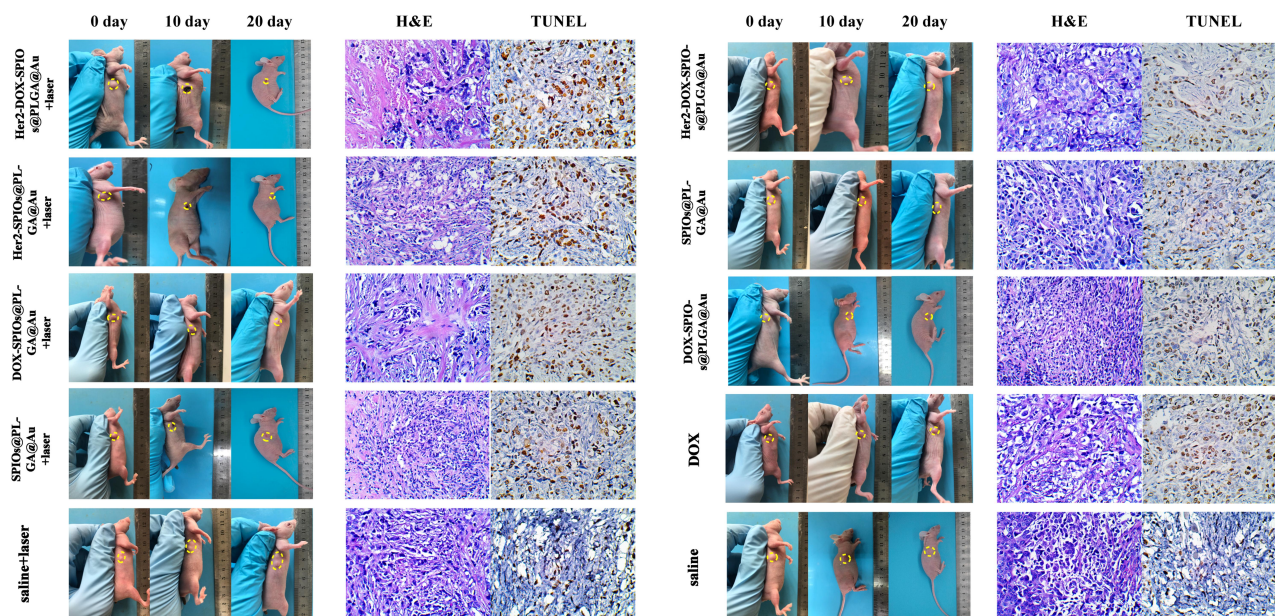 0 day 10 day 20 day H&E TUNEL
Her2-DOX-SPIO
s@PLGA@Au
+laser
Her2-SPIOs@PL-
GA@Au
+laser
DOX-SPIOs@PL-
GA@Au
+laser
SPIOs@PL-
GA@Au
+laser
saline+laser
0 day 10 day 20 day H&E TUNEL
Her2-DOX-SPIO-
s@PLGA@Au
SPIOs@PL-
GA@Au
DOX-SPIO-
s@PLGA@Au
DOX
saline